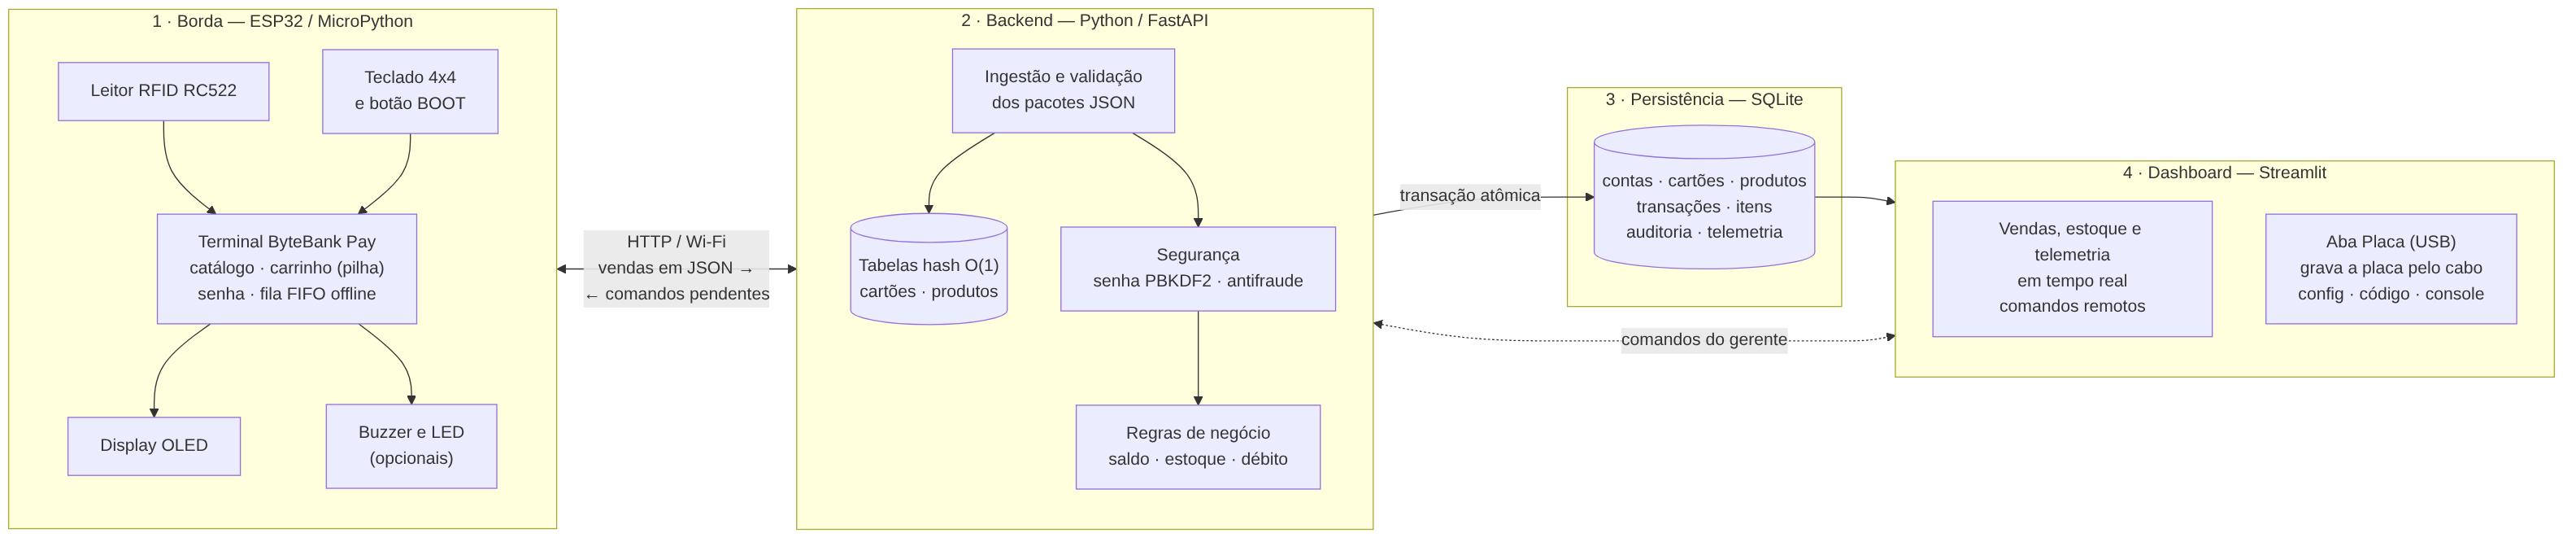 1 · Borda — ESP32 / MicroPython
Leitor RFID RC522
Teclado 4x4
e botão BOOT
Terminal ByteBank Pay
catálogo · carrinho (pilha)
senha · fila FIFO offline
Display OLED
Buzzer e LED
(opcionais)
HTTP / Wi-Fi
vendas em JSON →
← comandos pendentes
2 · Backend — Python / FastAPI
Ingestão e validação
dos pacotes JSON
Tabelas hash O(1)
cartões · produtos
Segurança
senha PBKDF2 · antifraude
Regras de negócio
saldo · estoque · débito
transação atômica
comandos do gerente
3 · Persistência — SQLite
contas · cartões · produtos
transações · itens
auditoria · telemetria
4 · Dashboard — Streamlit
Vendas, estoque e
telemetria
em tempo real
comandos remotos
Aba Placa (USB)
grava a placa pelo cabo
config · código · console